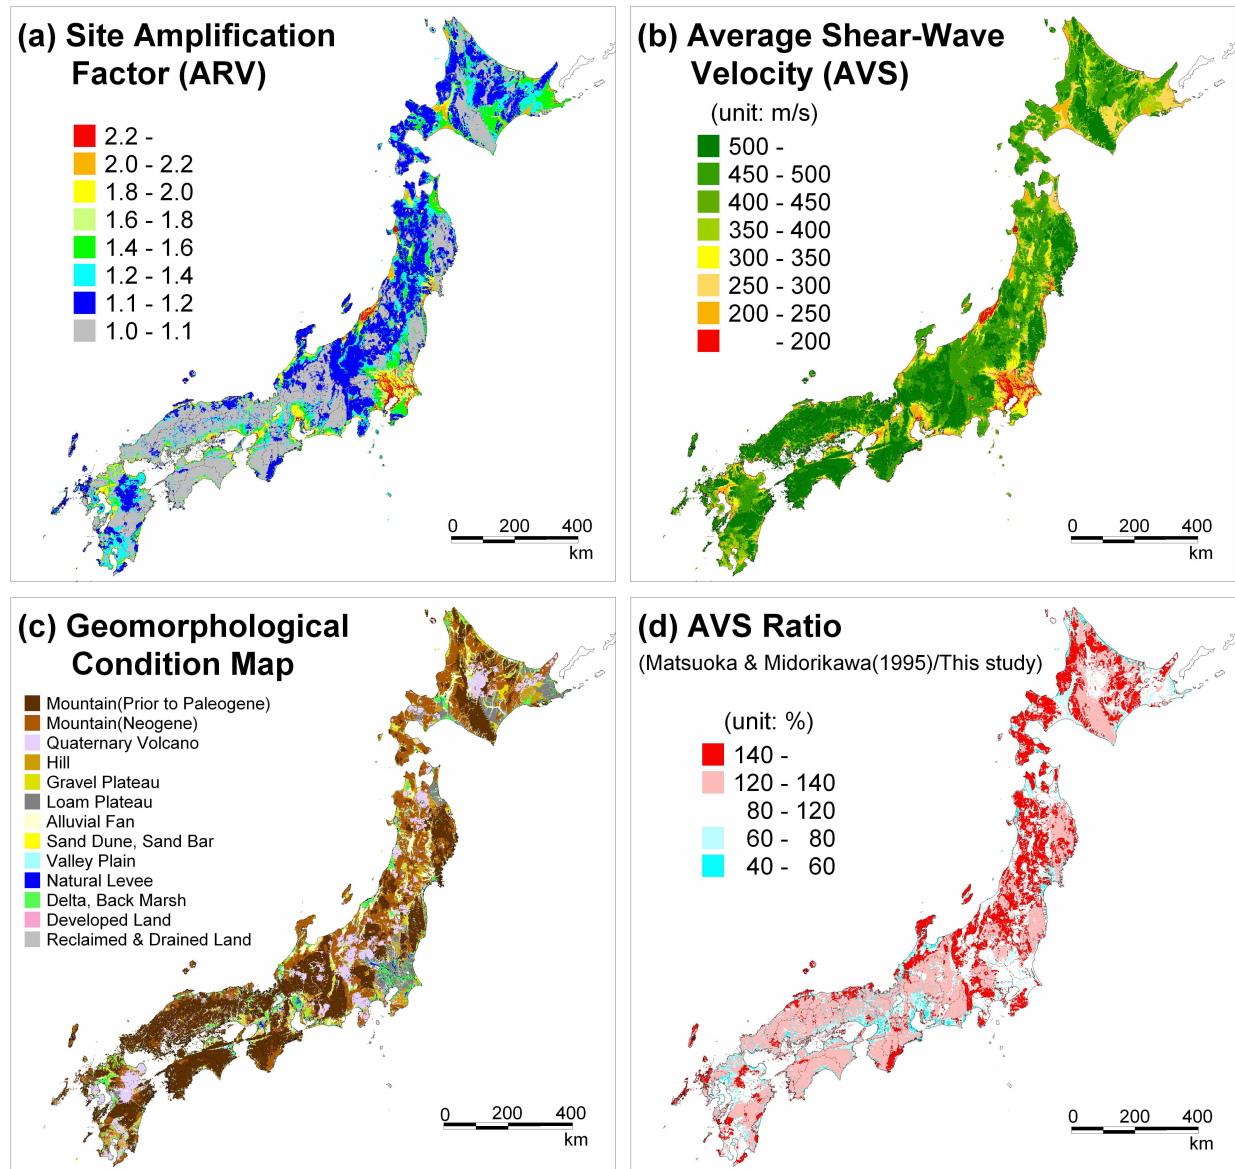 (a) Site Amplification
Factor (ARV)
2.2 -
2.0 - 2.2
1.8 - 2.0
1.6 - 1.8
1.4 - 1.6
1.2 - 1.4
1.1 - 1.2
1.0 - 1.1
0 200 400
km
(b) Average Shear-Wave
Velocity (AVS)
(unit: m/s)
500 -
450 - 500
400 - 450
350 - 400
300 - 350
250 - 300
200 - 250
- 200
0 200 400
km
(c) Geomorphological
Condition Map
Mountain(Prior to Paleogene)
Mountain(Neogene)
Quaternary Volcano
Hill
Gravel Plateau
Loam Plateau
Alluvial Fan
Sand Dune, Sand Bar
Valley Plain
Natural Levee
Delta, Back Marsh
Developed Land
Reclaimed & Drained Land
0 200 400
km
(d) AVS Ratio
(Matsuoka & Midorikawa(1995)/This study)
(unit: %)
140 -
120 - 140
80 - 120
60 - 80
40 - 60
0 200 400
km